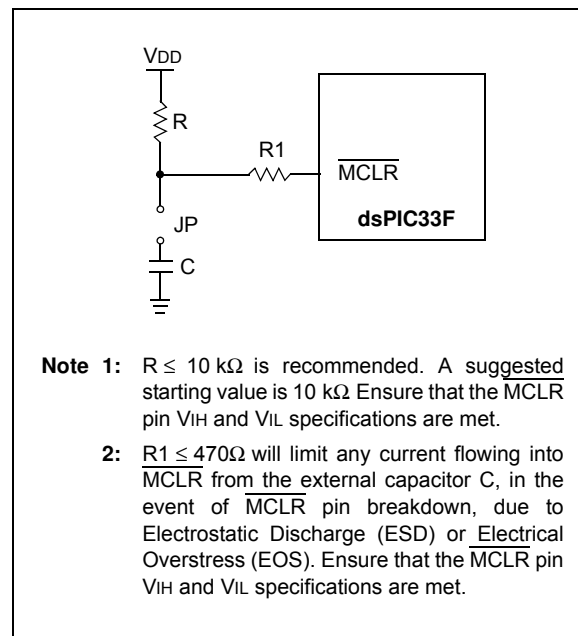 VDD
R
R1
MCLR
dsPIC33F
JP
C
Note 1: R ≤ 10 kΩ is recommended. A suggested
starting value is 10 kΩ Ensure that the MCLR
pin VIH and VIL specifications are met.
2: R1 ≤ 470Ω will limit any current flowing into
MCLR from the external capacitor C, in the
event of MCLR pin breakdown, due to
Electrostatic Discharge (ESD) or Electrical
Overstress (EOS). Ensure that the MCLR pin
VIH and VIL specifications are met.